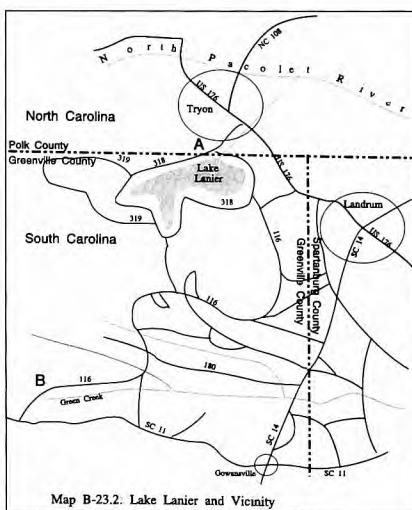 NC 108
North Pacolet River
US 176
Tryon
North Carolina
A
Polk County
Greenville County
319
318
Lake
Lanier
US 176
318
319
Landrum
South Carolina
116
SC 14
US 176
Spartanburg County
Greenville County
116
180
B
116
Green Creek
SC 11
SC 14
Gowansville
SC 11
Map B-23.2. Lake Lanier and Vicinity